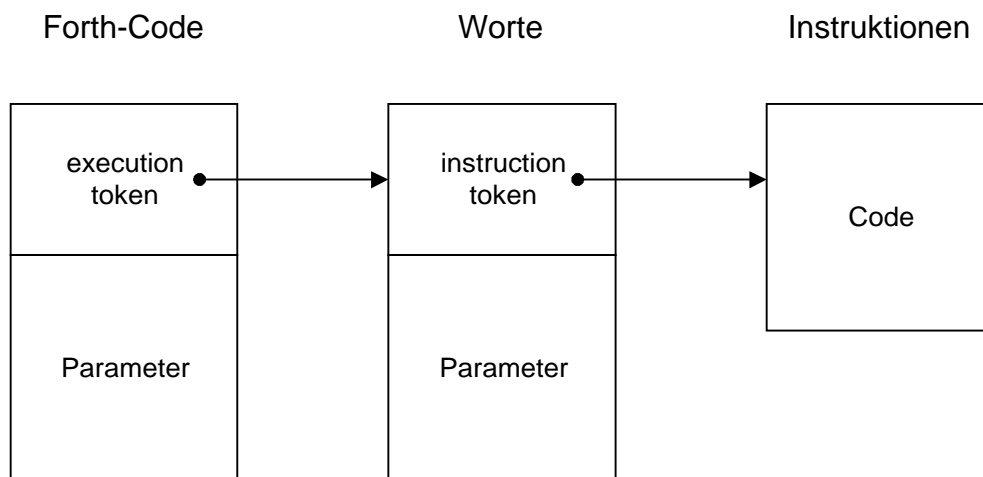 Forth-Code
Worte
Instruktionen
execution
token
instruction
token
Code
Parameter
Parameter